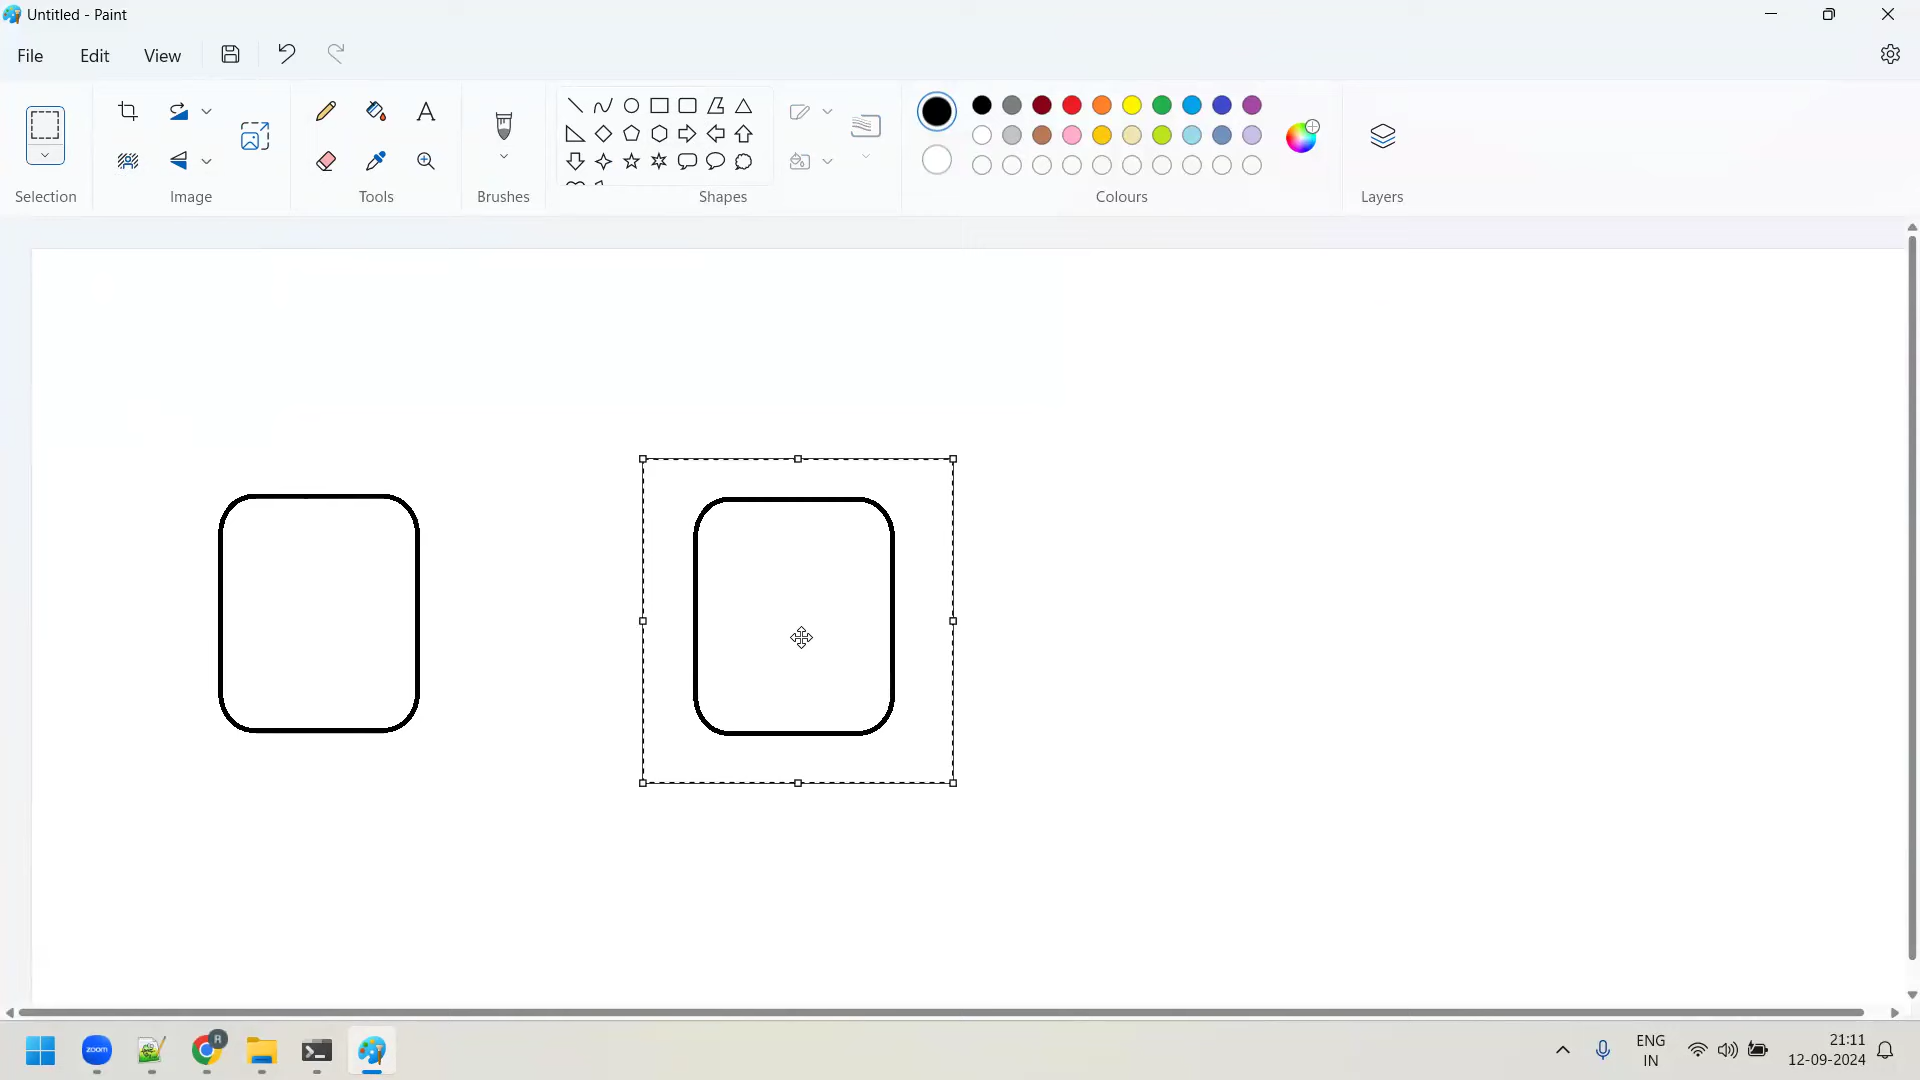 Untitled - Paint
File Edit View
Selection Image Tools Brushes Shapes Colours Layers
zoom
R
ENG
IN
21:11
12-09-2024